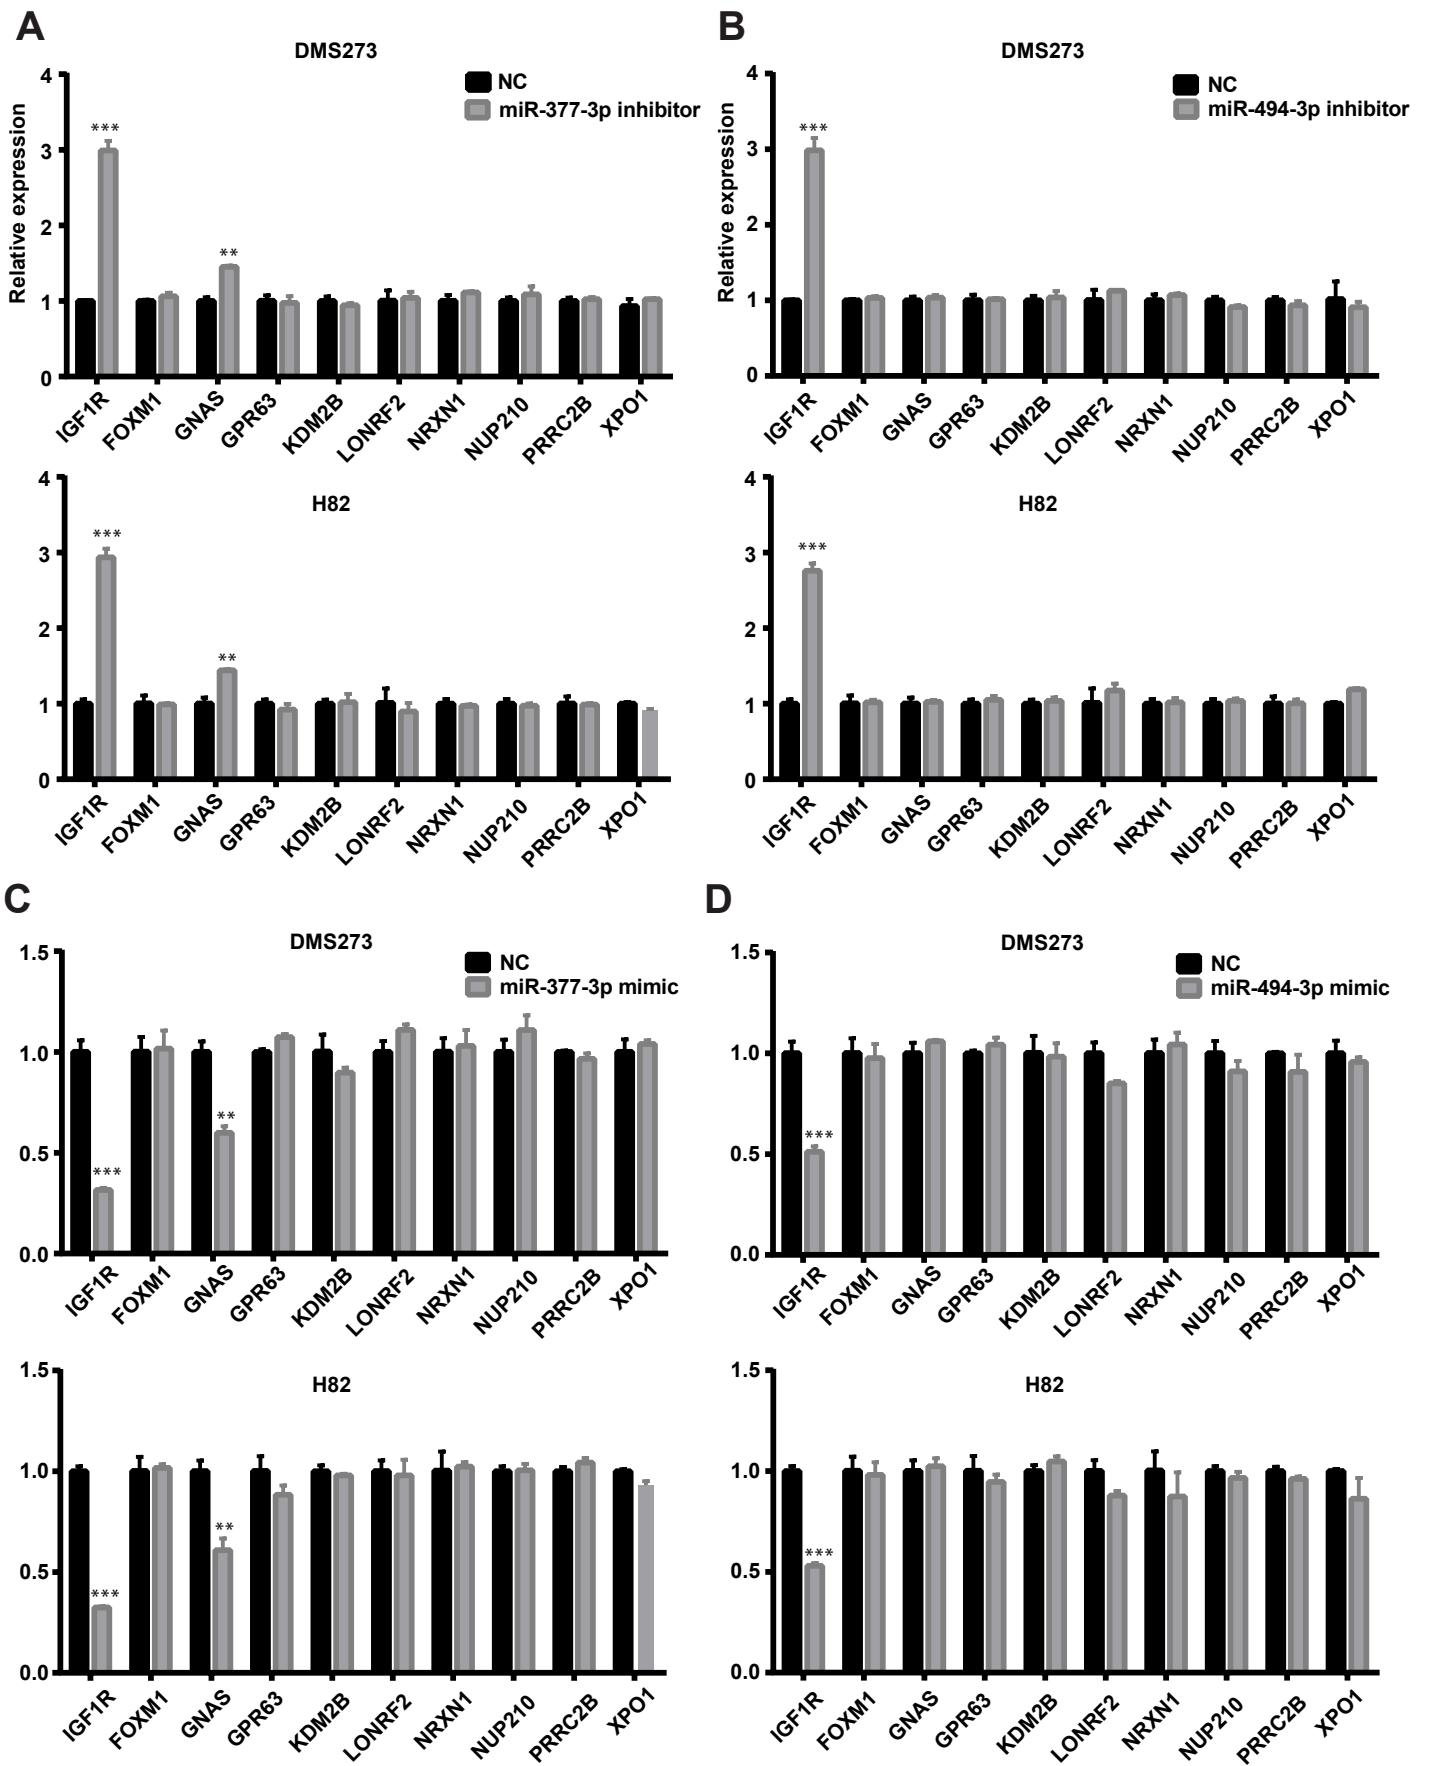 A
DMS273
NC
miR-377-3p inhibitor
Relative expression
4
3
2
1
0
***
**
IGF1R
FOXM1
GNAS
GPR63
KDM2B
LONRF2
NRXN1
NUP210
PRRC2B
XPO1
H82
4
3
2
1
0
***
**
IGF1R
FOXM1
GNAS
GPR63
KDM2B
LONRF2
NRXN1
NUP210
PRRC2B
XPO1
B
DMS273
NC
miR-494-3p inhibitor
Relative expression
4
3
2
1
0
***
IGF1R
FOXM1
GNAS
GPR63
KDM2B
LONRF2
NRXN1
NUP210
PRRC2B
XPO1
H82
4
3
2
1
0
***
IGF1R
FOXM1
GNAS
GPR63
KDM2B
LONRF2
NRXN1
NUP210
PRRC2B
XPO1
C
DMS273
NC
miR-377-3p mimic
1.5
1.0
0.5
0.0
***
**
IGF1R
FOXM1
GNAS
GPR63
KDM2B
LONRF2
NRXN1
NUP210
PRRC2B
XPO1
H82
1.5
1.0
0.5
0.0
***
**
IGF1R
FOXM1
GNAS
GPR63
KDM2B
LONRF2
NRXN1
NUP210
PRRC2B
XPO1
D
DMS273
NC
miR-494-3p mimic
1.5
1.0
0.5
0.0
***
IGF1R
FOXM1
GNAS
GPR63
KDM2B
LONRF2
NRXN1
NUP210
PRRC2B
XPO1
H82
1.5
1.0
0.5
0.0
***
IGF1R
FOXM1
GNAS
GPR63
KDM2B
LONRF2
NRXN1
NUP210
PRRC2B
XPO1